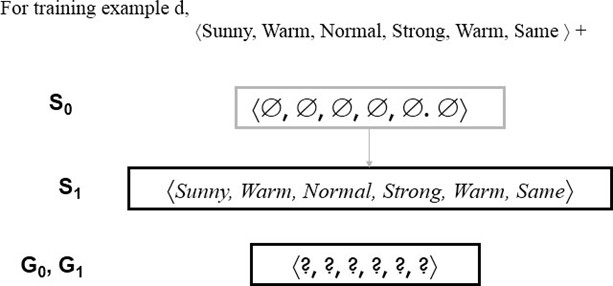 For training example d,
⟨Sunny, Warm, Normal, Strong, Warm, Same ⟩ +
S₀ ⟨∅, ∅, ∅, ∅, ∅. ∅⟩
S₁ ⟨Sunny, Warm, Normal, Strong, Warm, Same⟩
G₀, G₁ ⟨?, ?, ?, ?, ?, ?⟩